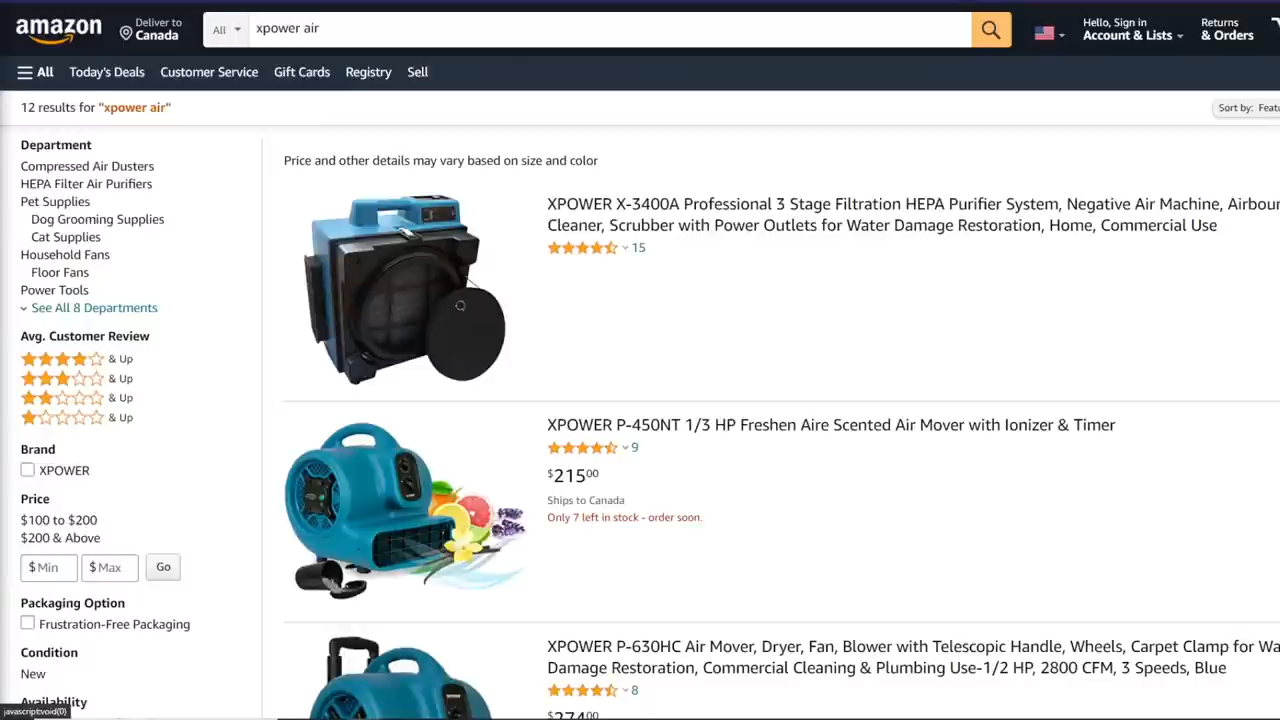 amazon
Deliver to
Canada
All
xpower air
Hello, Sign in
Account & Lists
Returns
& Orders
All
Today's Deals
Customer Service
Gift Cards
Registry
Sell
12 results for "xpower air"
Sort by: Featu
Department
Compressed Air Dusters
HEPA Filter Air Purifiers
Pet Supplies
Dog Grooming Supplies
Cat Supplies
Household Fans
Floor Fans
Power Tools
See All 8 Departments
Avg. Customer Review
& Up
& Up
& Up
& Up
Brand
XPOWER
Price
$100 to $200
$200 & Above
$ Min
$ Max
Go
Packaging Option
Frustration-Free Packaging
Condition
New
Availability
javascript:void(0)
Price and other details may vary based on size and color
XPOWER X-3400A Professional 3 Stage Filtration HEPA Purifier System, Negative Air Machine, Airbour
Cleaner, Scrubber with Power Outlets for Water Damage Restoration, Home, Commercial Use
15
XPOWER P-450NT 1/3 HP Freshen Aire Scented Air Mover with Ionizer & Timer
9
$21500
Ships to Canada
Only 7 left in stock - order soon.
XPOWER P-630HC Air Mover, Dryer, Fan, Blower with Telescopic Handle, Wheels, Carpet Clamp for Wa
Damage Restoration, Commercial Cleaning & Plumbing Use-1/2 HP, 2800 CFM, 3 Speeds, Blue
8
$27400